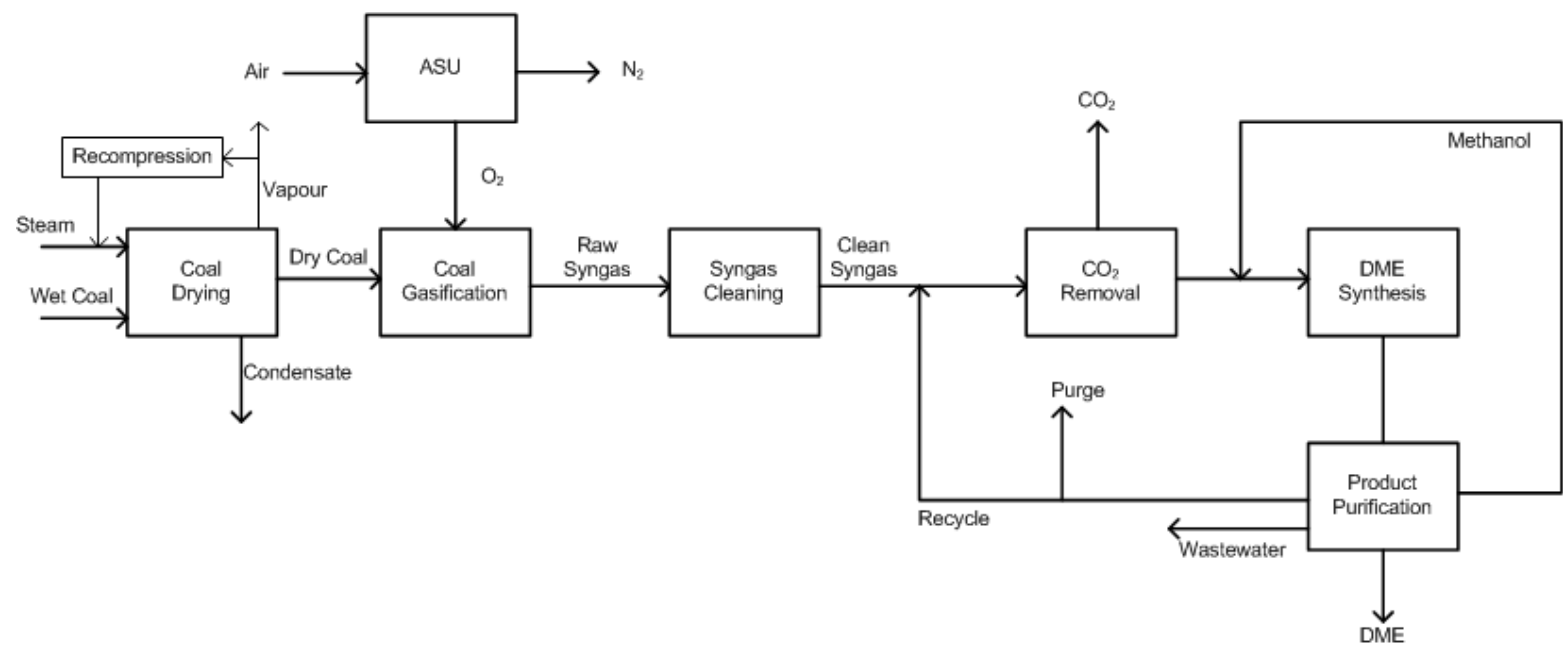 ASU
Air
N₂
CO₂
Methanol
Recompression
O₂
Vapour
Steam
Dry Coal
Raw
Syngas
Clean
Syngas
Coal
Drying
Coal
Gasification
Syngas
Cleaning
CO₂
Removal
DME
Synthesis
Wet Coal
Condensate
Purge
Product
Purification
Recycle
Wastewater
DME